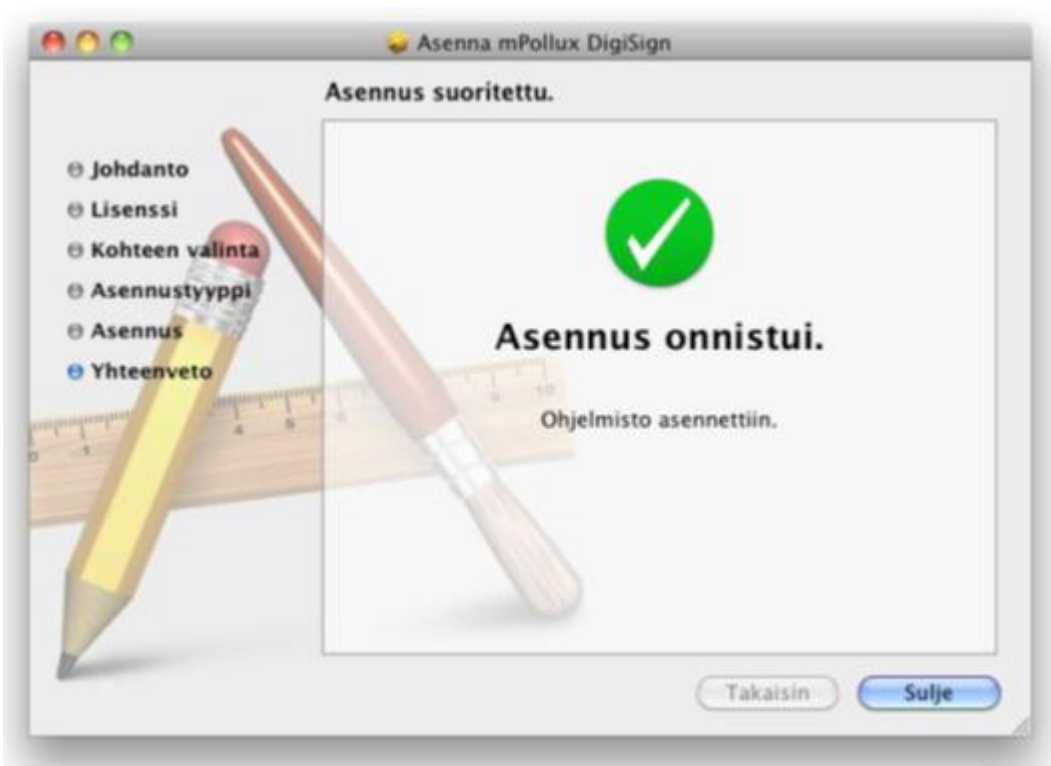 Asenna mPollux DigiSign
Asennus suoritettu.
Johdanto
Lisenssi
Kohteen valinta
Asennustyyppi
Asennus
Yhteenveto
Asennus onnistui.
Ohjelmisto asennettiin.
Takaisin
Sulje